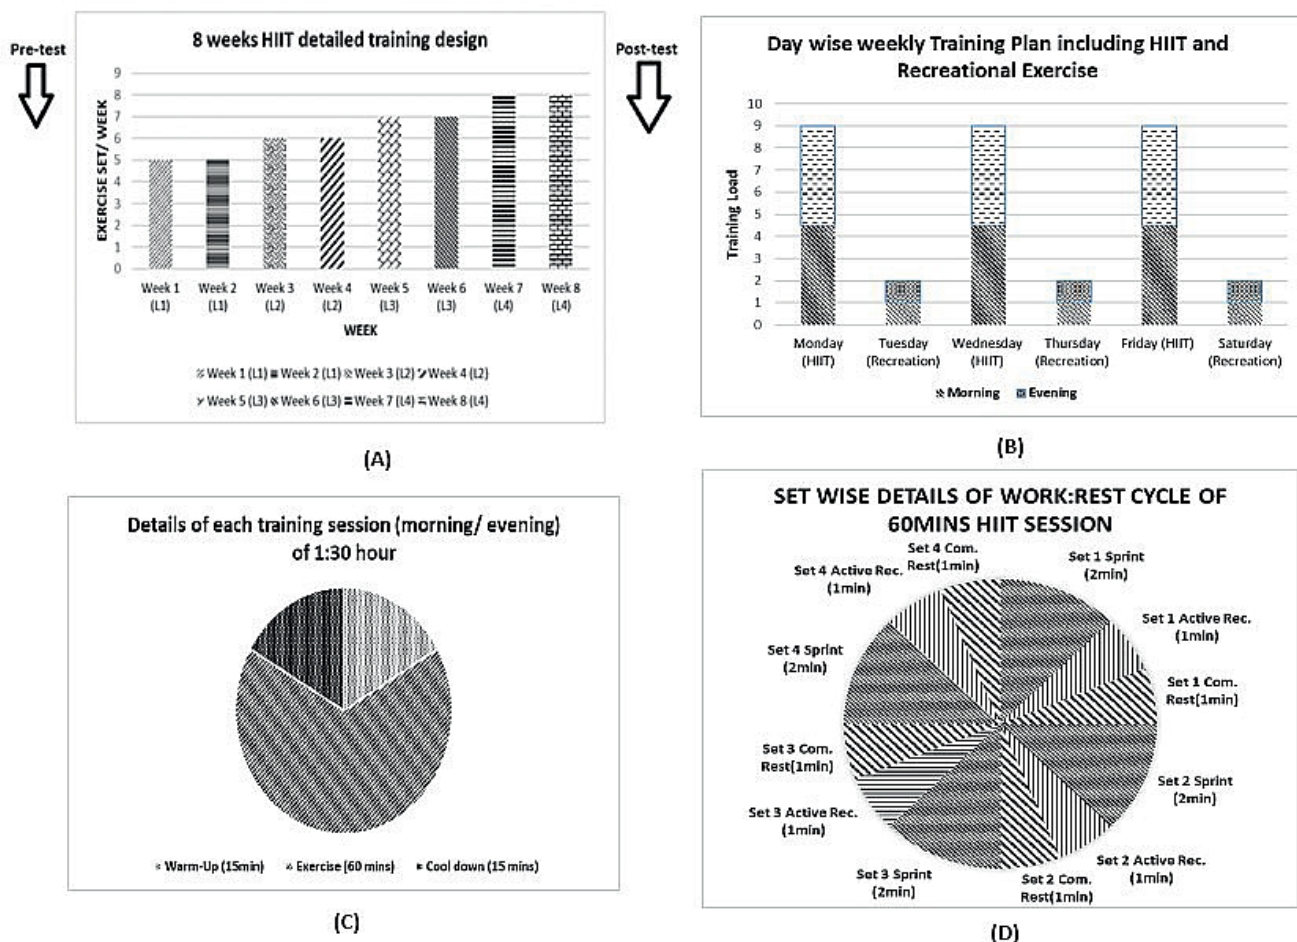 Pre-test
8 weeks HIIT detailed training design
EXERCISE SET/ WEEK
9
8
7
6
5
4
3
2
1
0
Week 1 (L1)
Week 2 (L1)
Week 3 (L2)
Week 4 (L2)
Week 5 (L3)
Week 6 (L3)
Week 7 (L4)
Week 8 (L4)
WEEK
Week 1 (L1) Week 2 (L1) Week 3 (L2) Week 4 (L2)
Week 5 (L3) Week 6 (L3) Week 7 (L4) Week 8 (L4)
(A)
Post-test
Day wise weekly Training Plan including HIIT and
Recreational Exercise
Training Load
10
9
8
7
6
5
4
3
2
1
0
Monday (HIIT)
Tuesday (Recreation)
Wednesday (HIIT)
Thursday (Recreation)
Friday (HIIT)
Saturday (Recreation)
Morning Evening
(B)
Details of each training session (morning/ evening)
of 1:30 hour
Warm-Up (15min) Exercise (60 mins) Cool down (15 mins)
(C)
SET WISE DETAILS OF WORK:REST CYCLE OF
60MINS HIIT SESSION
Set 1 Sprint
(2min)
Set 1 Active Rec.
(1min)
Set 1 Com.
Rest(1min)
Set 2 Sprint
(2min)
Set 2 Active Rec.
(1min)
Set 2 Com.
Rest(1min)
Set 3 Sprint
(2min)
Set 3 Active Rec.
(1min)
Set 3 Com.
Rest(1min)
Set 4 Sprint
(2min)
Set 4 Active Rec.
(1min)
Set 4 Com.
Rest(1min)
(D)